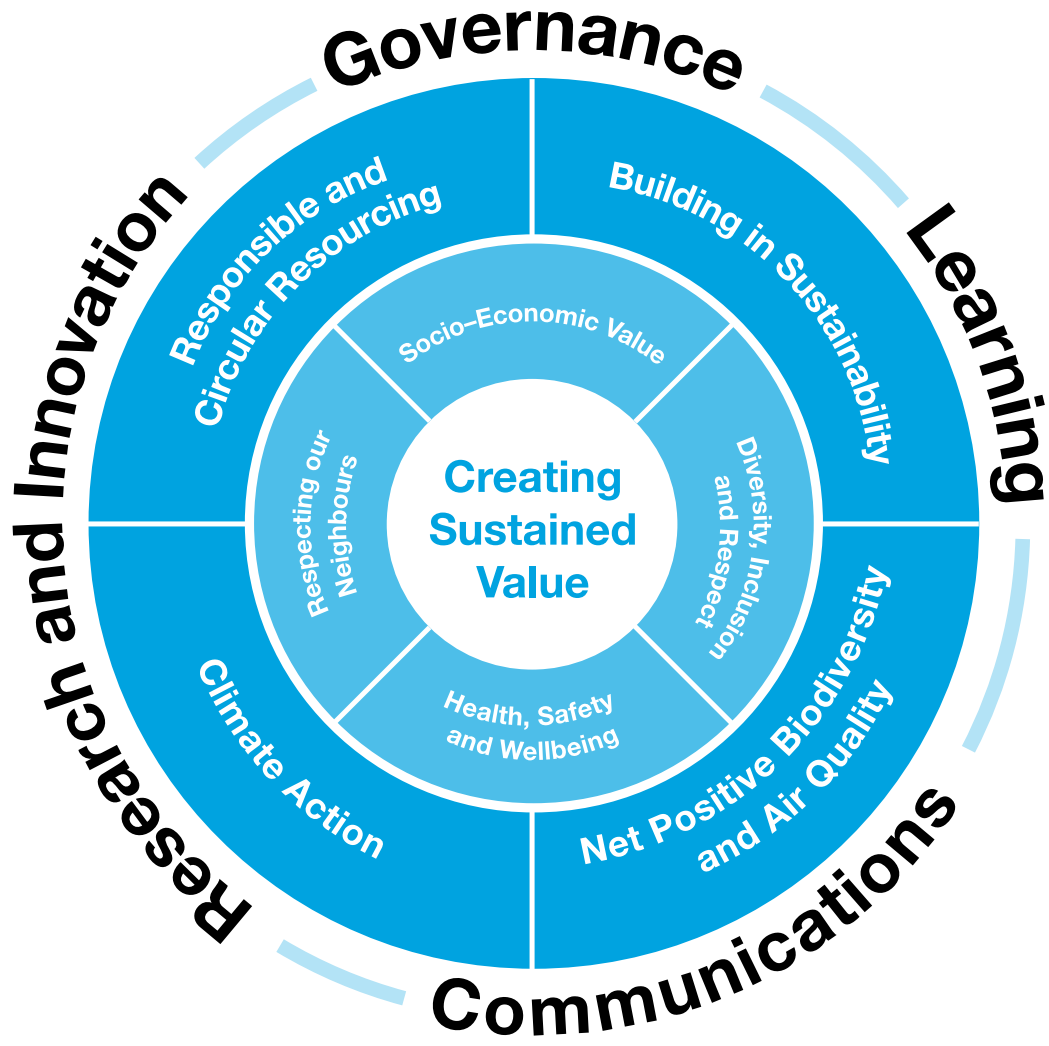 Governance
Learning
Communications
Research and Innovation
Responsible and
Circular Resourcing
Building in Sustainability
Net Positive Biodiversity
and Air Quality
Climate Action
Socio–Economic Value
Diversity, Inclusion
and Respect
Health, Safety
and Wellbeing
Respecting our
Neighbours
Creating
Sustained
Value